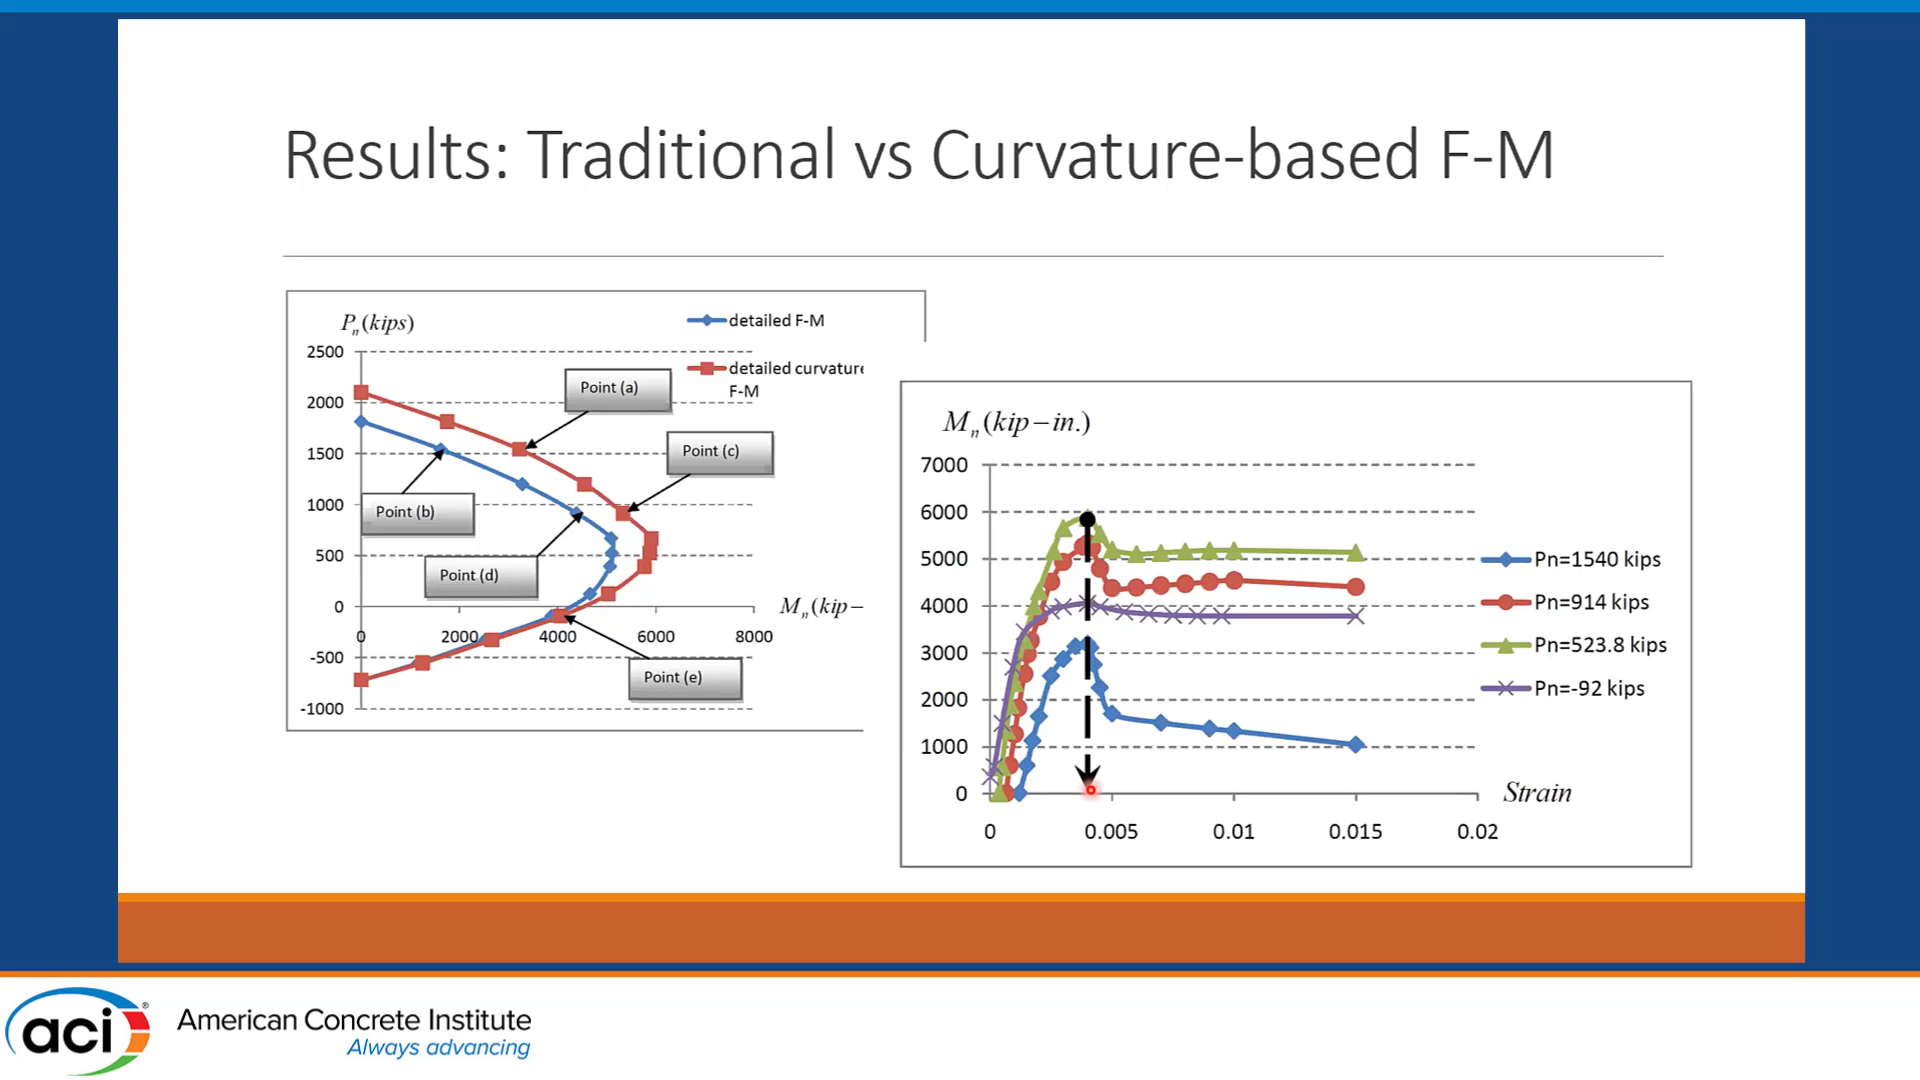 Results: Traditional vs Curvature-based F-M
Pn(kips)
detailed F-M
detailed curvature
F-M
2500
2000
1500
1000
500
0
-500
-1000
0
2000
4000
6000
8000
Mn(kip−
Point (a)
Point (c)
Point (b)
Point (d)
Point (e)
Mn(kip−in.)
7000
6000
5000
4000
3000
2000
1000
0
0
0.005
0.01
0.015
0.02
Strain
Pn=1540 kips
Pn=914 kips
Pn=523.8 kips
Pn=-92 kips
aci®
American Concrete Institute
Always advancing